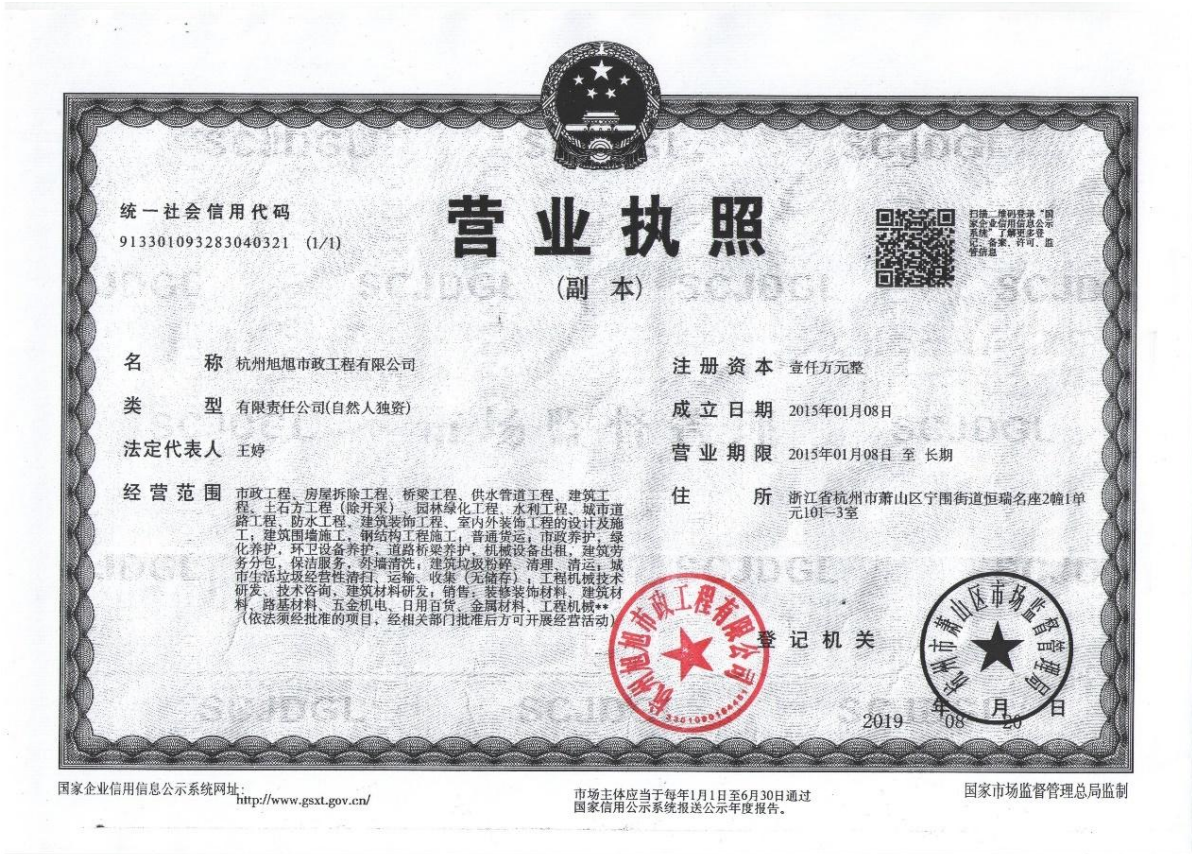 统一社会信用代码
913301093283040321 (1/1)
营业执照
(副 本)
扫描二维码登录“国
家企业信用信息公示
系统”了解更多登
记、备案、许可、监
管信息
名 称 杭州旭旭市政工程有限公司
类 型 有限责任公司(自然人独资)
法定代表人 王婷
经营范围 市政工程、房屋拆除工程、桥梁工程、供水管道工程、建筑工
程、土石方工程（除开采）、园林绿化工程、水利工程、城市道
路工程、防水工程、建筑装饰工程、室内外装饰工程的设计及施
工；建筑围墙施工，钢结构工程施工；普通货运；市政养护，绿
化养护，环卫设备养护，道路桥梁养护，机械设备出租，建筑劳
务分包，保洁服务，外墙清洗；建筑垃圾粉碎、清理、清运；城
市生活垃圾经营性清扫、运输、收集（无储存）；工程机械技术
研发、技术咨询、建筑材料研发；销售：装修装饰材料、建筑材
料、路基材料、五金机电、日用百货、金属材料、工程机械**
（依法须经批准的项目，经相关部门批准后方可开展经营活动）
注册资本 壹仟万元整
成立日期 2015年01月08日
营业期限 2015年01月08日 至 长期
住 所 浙江省杭州市萧山区宁围街道恒瑞名座2幢1单
元101-3室
杭州旭旭市政工程有限公司
登记机关
杭州市萧山区市场监督管理局
2019 年 08 月 20 日
国家企业信用信息公示系统网址:
http://www.gsxt.gov.cn/
市场主体应当于每年1月1日至6月30日通过
国家信用公示系统报送公示年度报告。
国家市场监督管理总局监制
SCJDGL